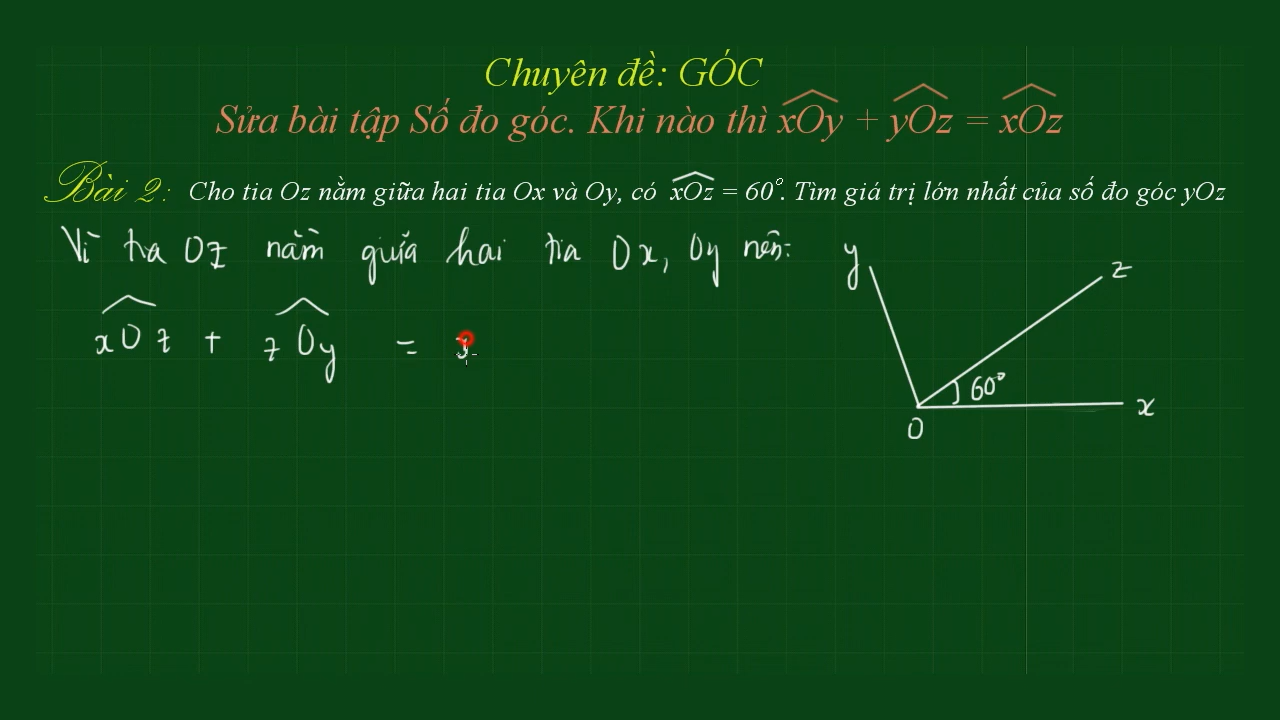 Chuyên đề: GÓC
Sửa bài tập Số đo góc. Khi nào thì xOy + yOz = xOz
Bài 2: Cho tia Oz nằm giữa hai tia Ox và Oy, có xOz = 60°. Tìm giá trị lớn nhất của số đo góc yOz
Vì tia Oz nằm giữa hai tia Ox, Oy nên:
xOz + zOy =
y
z
60°
x
O